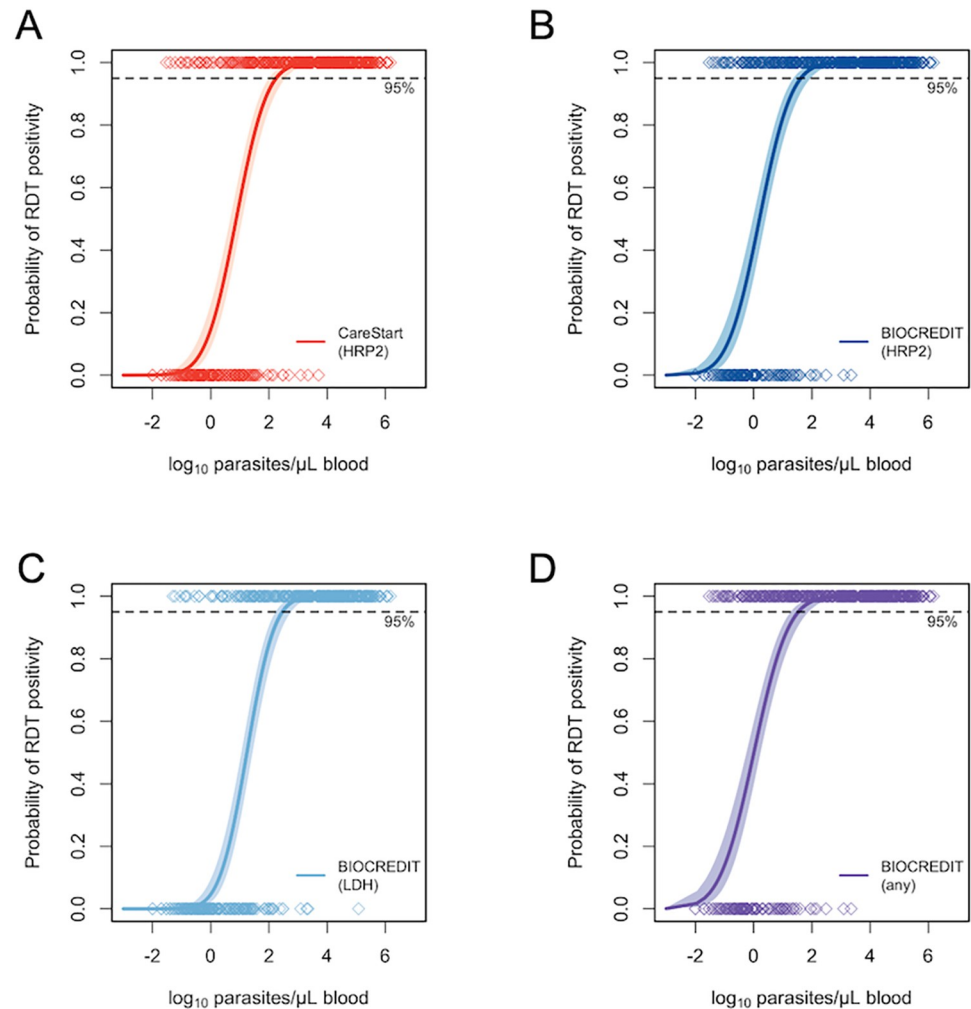 A
Probability of RDT positivity
1.0
0.8
0.6
0.4
0.2
0.0
95%
CareStart
(HRP2)
-2 0 2 4 6
log₁₀ parasites/µL blood
B
Probability of RDT positivity
1.0
0.8
0.6
0.4
0.2
0.0
95%
BIOCREDIT
(HRP2)
-2 0 2 4 6
log₁₀ parasites/µL blood
C
Probability of RDT positivity
1.0
0.8
0.6
0.4
0.2
0.0
95%
BIOCREDIT
(LDH)
-2 0 2 4 6
log₁₀ parasites/µL blood
D
Probability of RDT positivity
1.0
0.8
0.6
0.4
0.2
0.0
95%
BIOCREDIT
(any)
-2 0 2 4 6
log₁₀ parasites/µL blood